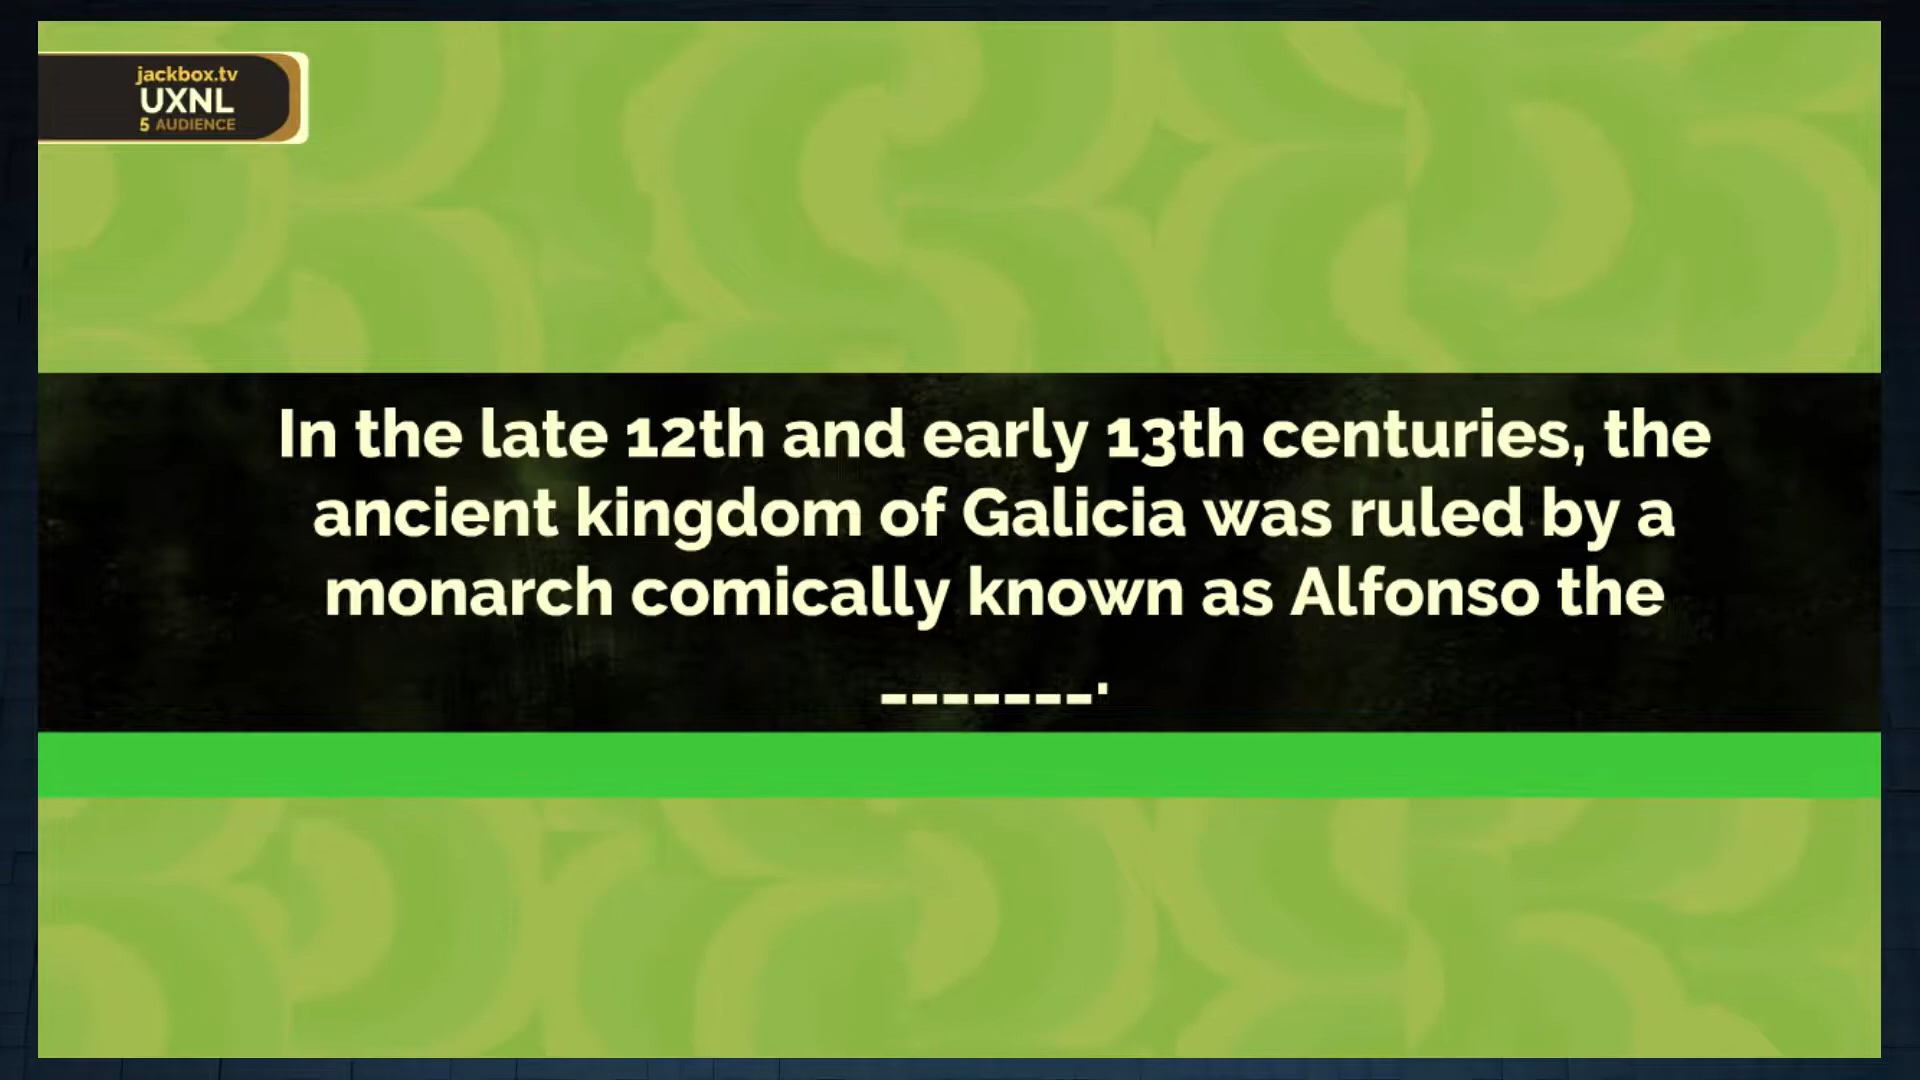 jackbox.tv
UXNL
5 AUDIENCE
In the late 12th and early 13th centuries, the
ancient kingdom of Galicia was ruled by a
monarch comically known as Alfonso the
_______.